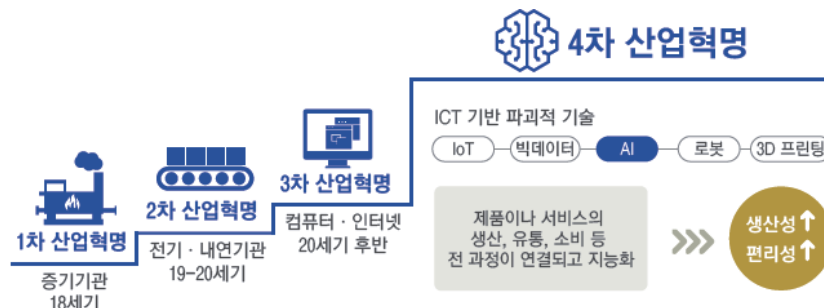 4차 산업혁명
ICT 기반 파괴적 기술
IoT 빅데이터 AI 로봇 3D 프린팅
제품이나 서비스의
생산, 유통, 소비 등
전 과정이 연결되고 지능화
생산성↑
편리성↑
3차 산업혁명
컴퓨터 · 인터넷
20세기 후반
2차 산업혁명
전기 · 내연기관
19-20세기
1차 산업혁명
증기기관
18세기